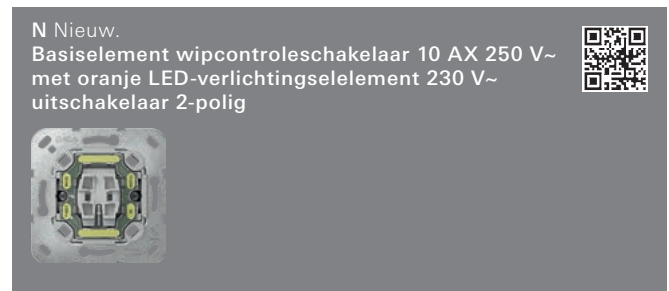 N Nieuw.
Basiselement wipcontroleschakelaar 10 AX 250 V~
met oranje LED-verlichtingselelement 230 V~
uitschakelaar 2-polig